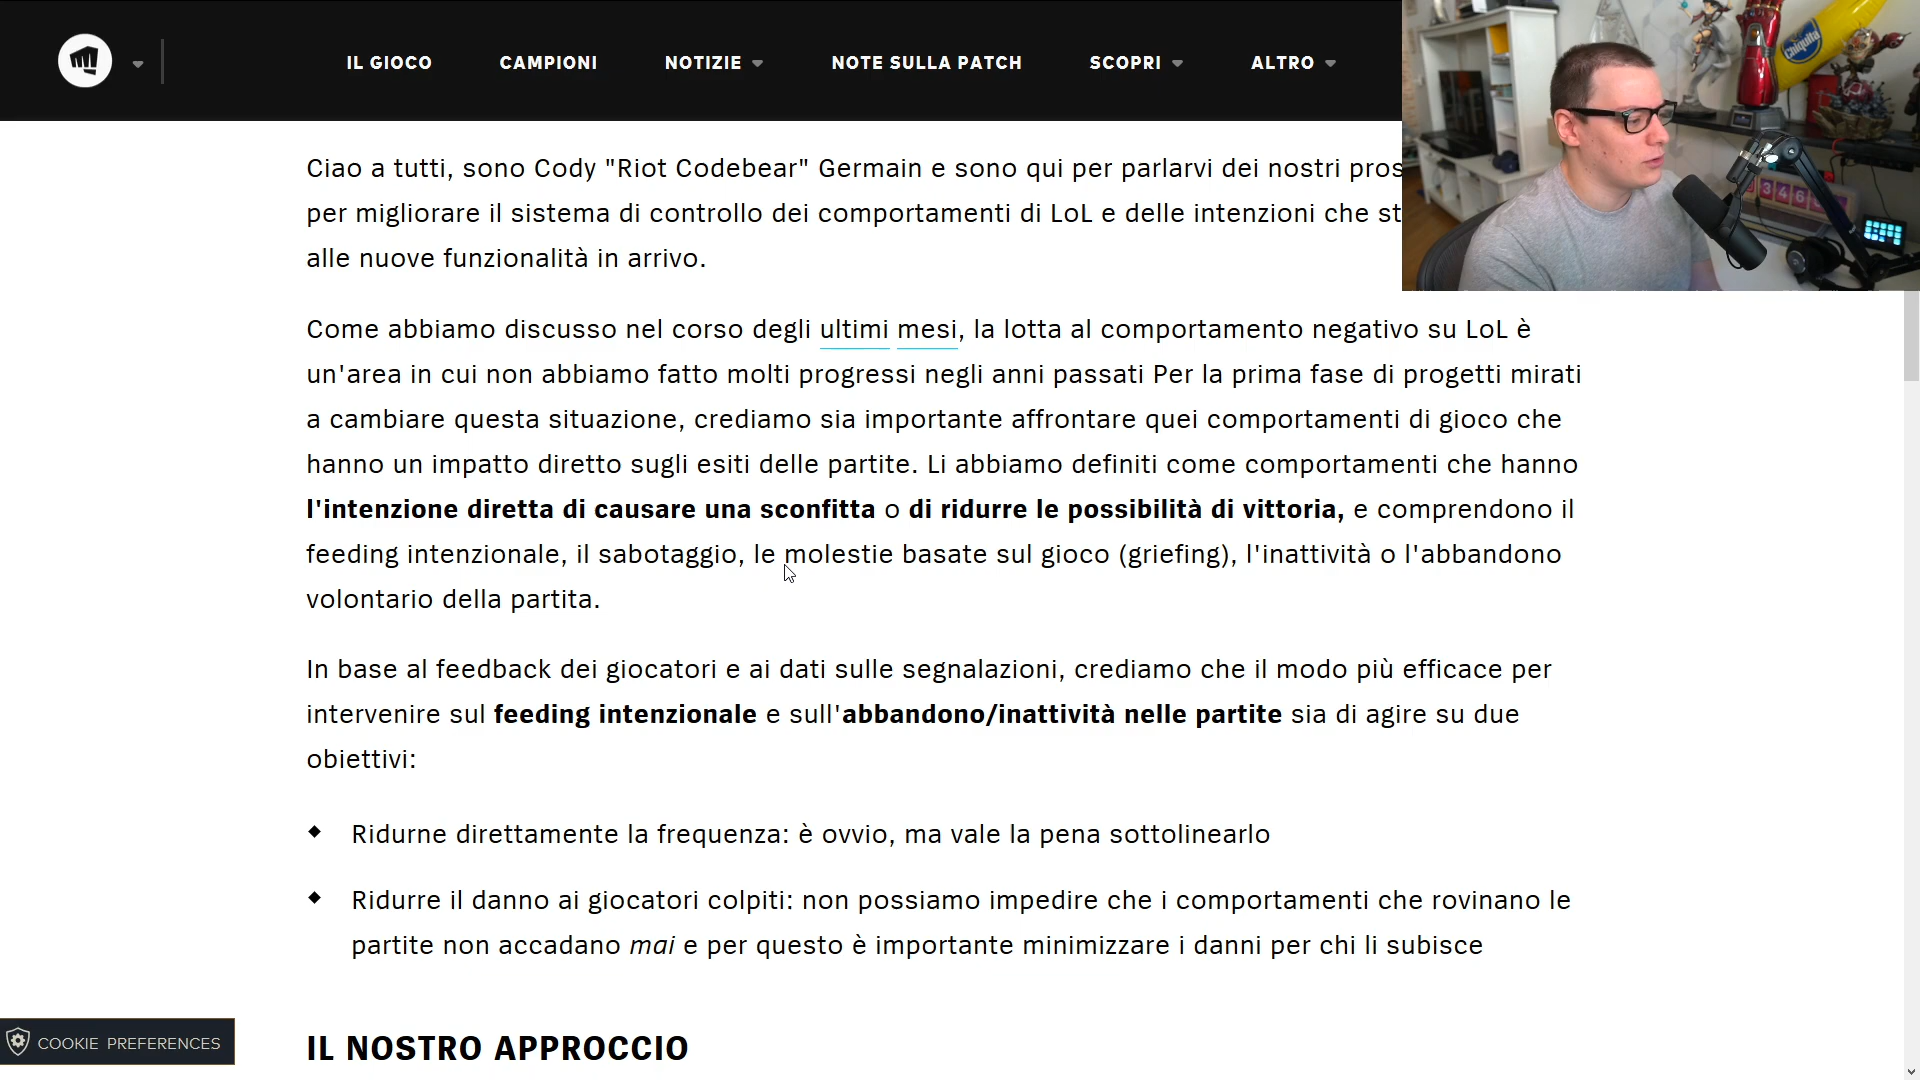 IL GIOCO CAMPIONI NOTIZIE NOTE SULLA PATCH SCOPRI ALTRO
Chiquita
Ciao a tutti, sono Cody "Riot Codebear" Germain e sono qui per parlarvi dei nostri
per migliorare il sistema di controllo dei comportamenti di LoL e delle intenzioni che
alle nuove funzionalità in arrivo.
Come abbiamo discusso nel corso degli ultimi mesi, la lotta al comportamento negativo su LoL è
un'area in cui non abbiamo fatto molti progressi negli anni passati Per la prima fase di progetti mirati
a cambiare questa situazione, crediamo sia importante affrontare quei comportamenti di gioco che
hanno un impatto diretto sugli esiti delle partite. Li abbiamo definiti come comportamenti che hanno
l'intenzione diretta di causare una sconfitta o di ridurre le possibilità di vittoria, e comprendono il
feeding intenzionale, il sabotaggio, le molestie basate sul gioco (griefing), l'inattività o l'abbandono
volontario della partita.
In base al feedback dei giocatori e ai dati sulle segnalazioni, crediamo che il modo più efficace per
intervenire sul feeding intenzionale e sull'abbandono/inattività nelle partite sia di agire su due
obiettivi:
Ridurne direttamente la frequenza: è ovvio, ma vale la pena sottolinearlo
Ridurre il danno ai giocatori colpiti: non possiamo impedire che i comportamenti che rovinano le
partite non accadano mai e per questo è importante minimizzare i danni per chi li subisce
COOKIE PREFERENCES
IL NOSTRO APPROCCIO